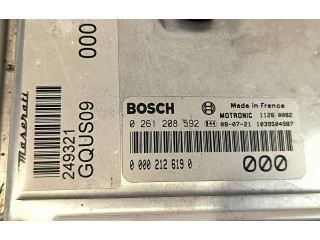 Maserati
249321
GQUS09
000
BOSCH
Made in France
0 261 208 592
MOTRONIC 1126 0082
08-07-21 1039S04987
0 000 212 619 0
000